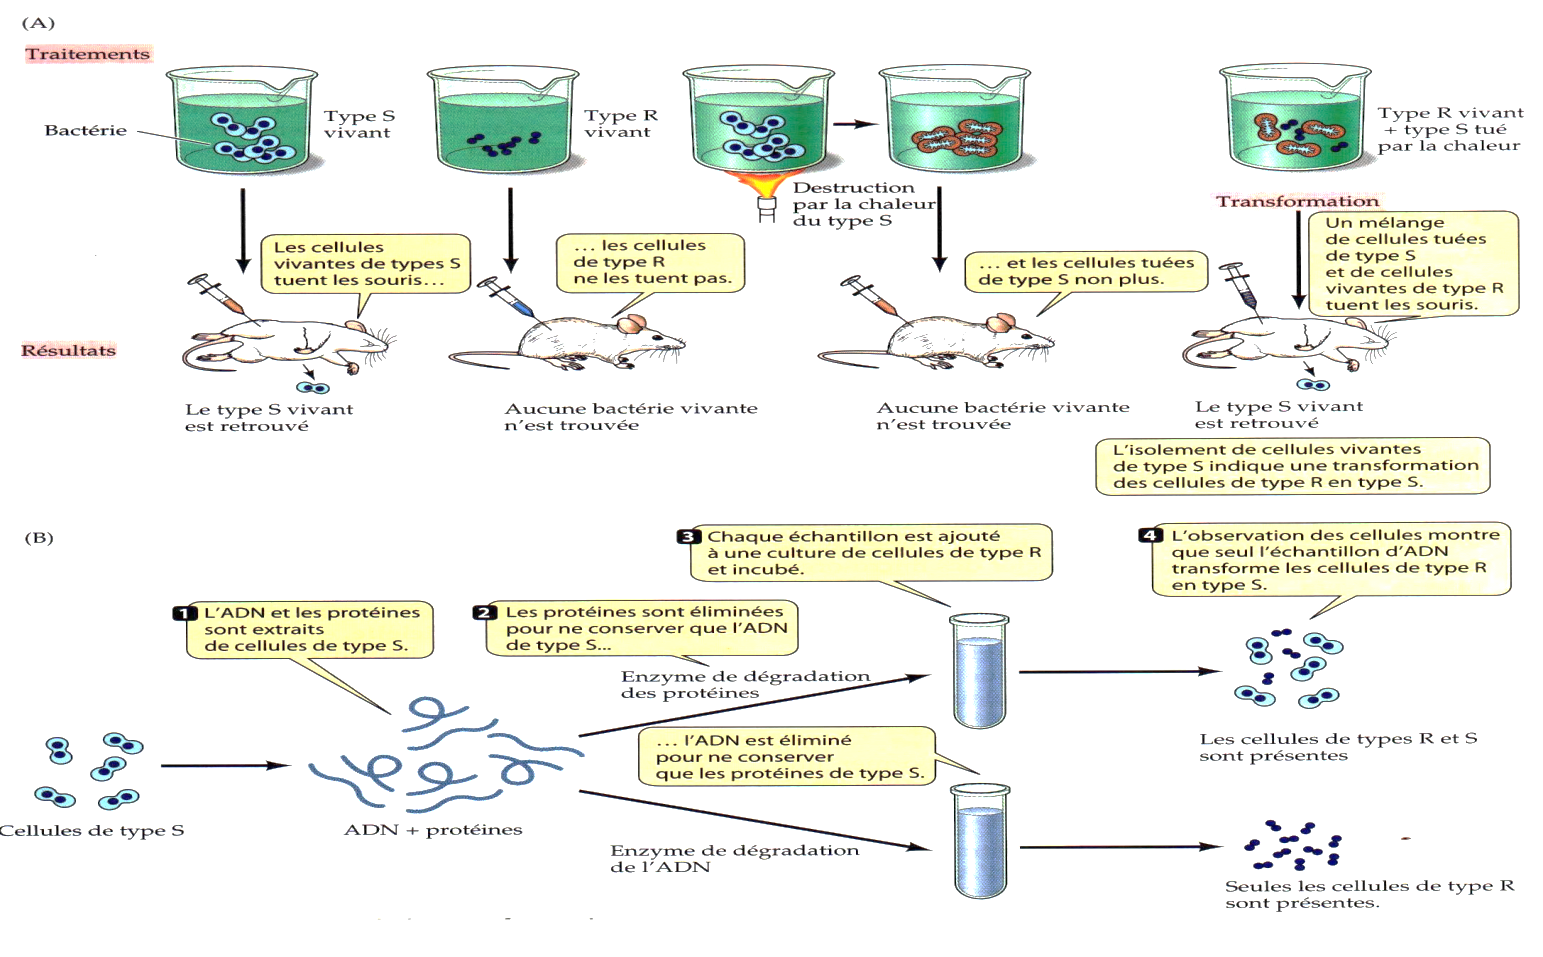 (A)
Traitements
Bactérie
Type S
vivant
Type R
vivant
Destruction
par la chaleur
du type S
Type R vivant
+ type S tué
par la chaleur
Transformation
Les cellules
vivantes de types S
tuent les souris...
... les cellules
de type R
ne les tuent pas.
... et les cellules tuées
de type S non plus.
Un mélange
de cellules tuées
de type S
et de cellules
vivantes de type R
tuent les souris.
Résultats
Le type S vivant
est retrouvé
Aucune bactérie vivante
n'est trouvée
Aucune bactérie vivante
n'est trouvée
Le type S vivant
est retrouvé
L'isolement de cellules vivantes
de type S indique une transformation
des cellules de type R en type S.
(B)
1 L'ADN et les protéines
sont extraits
de cellules de type S.
2 Les protéines sont éliminées
pour ne conserver que l'ADN
de type S...
3 Chaque échantillon est ajouté
à une culture de cellules de type R
et incubé.
4 L'observation des cellules montre
que seul l'échantillon d'ADN
transforme les cellules de type R
en type S.
Enzyme de dégradation
des protéines
... l'ADN est éliminé
pour ne conserver
que les protéines de type S.
Les cellules de types R et S
sont présentes
Cellules de type S
ADN + protéines
Enzyme de dégradation
de l'ADN
Seules les cellules de type R
sont présentes.